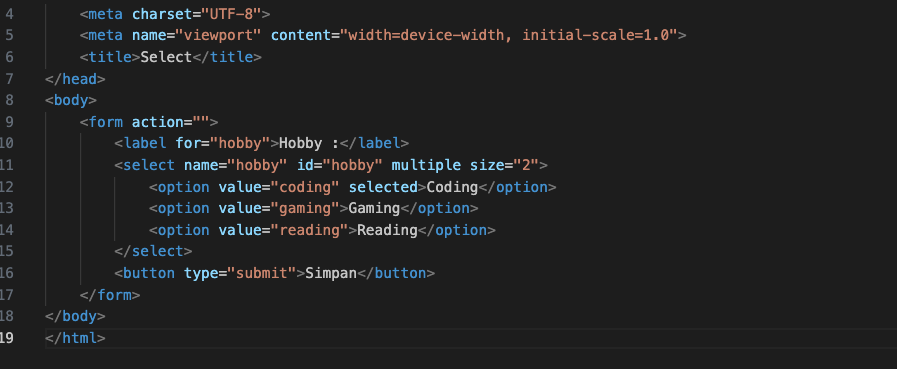 4 <meta charset="UTF-8">
5 <meta name="viewport" content="width=device-width, initial-scale=1.0">
6 <title>Select</title>
7 </head>
8 <body>
9 <form action="">
10 <label for="hobby">Hobby :</label>
11 <select name="hobby" id="hobby" multiple size="2">
12 <option value="coding" selected>Coding</option>
13 <option value="gaming">Gaming</option>
14 <option value="reading">Reading</option>
15 </select>
16 <button type="submit">Simpan</button>
17 </form>
18 </body>
19 </html>